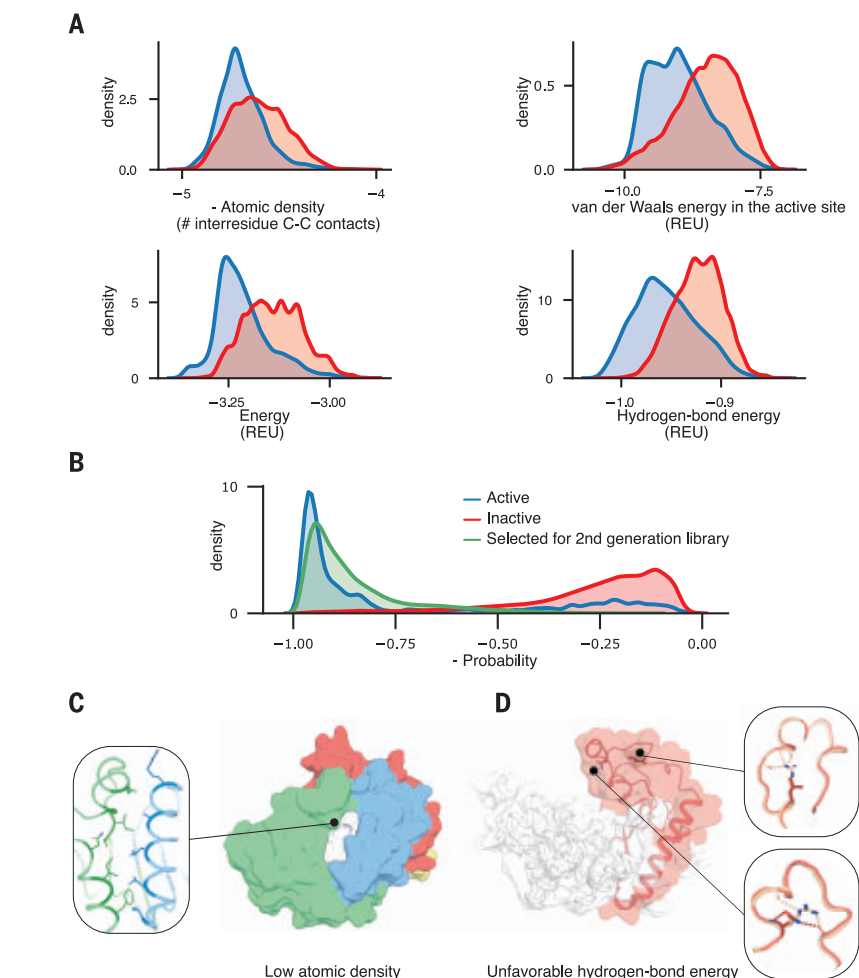 A
density
2.5
0.0
−5
−4
- Atomic density
(# interresidue C-C contacts)
density
0.5
0.0
−10.0
−7.5
van der Waals energy in the active site
(REU)
density
5
0
−3.25
−3.00
Energy
(REU)
density
10
0
−1.0
−0.9
Hydrogen-bond energy
(REU)
B
density
10
0
Active
Inactive
Selected for 2nd generation library
−1.00
−0.75
−0.50
−0.25
0.00
- Probability
C
Low atomic density
D
Unfavorable hydrogen-bond energy